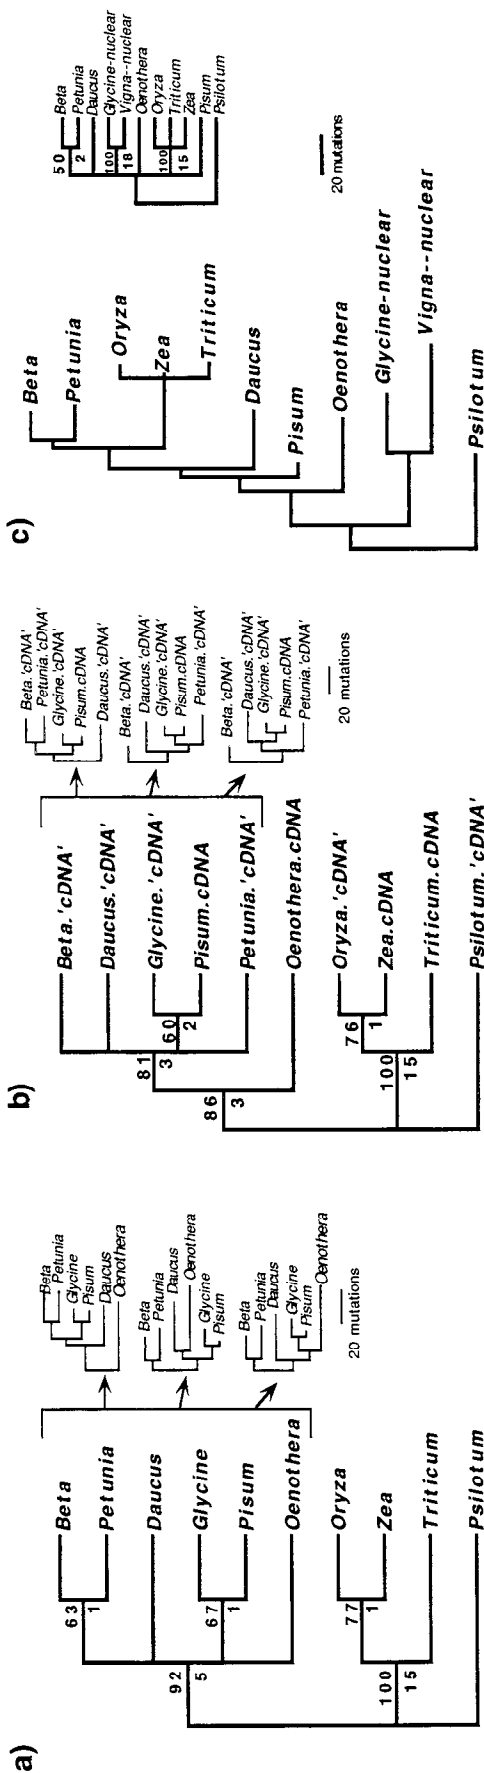 a)
Beta
Petunia
Daucus
Glycine
Pisum
Oenothera
Oryza
Zea
Triticum
Psilotum
63
1
67
1
92
5
77
1
100
15
Beta
Petunia
Glycine
Pisum
Daucus
Oenothera
Beta
Petunia
Daucus
Oenothera
Glycine
Pisum
Beta
Petunia
Daucus
Glycine
Pisum
Oenothera
20 mutations
b)
Beta.'cDNA'
Daucus.'cDNA'
Glycine.'cDNA'
Pisum.cDNA
Petunia.'cDNA'
Oenothera.cDNA
Oryza.'cDNA'
Zea.cDNA
Triticum.cDNA
Psilotum.'cDNA'
81
3
60
2
86
3
76
1
100
15
Beta.'cDNA'
Petunia.'cDNA'
Glycine.'cDNA'
Pisum.cDNA
Daucus.'cDNA'
Beta.'cDNA'
Daucus.'cDNA'
Glycine.'cDNA'
Pisum.cDNA
Petunia.'cDNA'
Beta.'cDNA'
Daucus.'cDNA'
Glycine.'cDNA'
Pisum.cDNA
Petunia.'cDNA'
20 mutations
c)
Beta
Petunia
Oryza
Zea
Triticum
Daucus
Pisum
Oenothera
Glycine-nuclear
Vigna--nuclear
Psilotum
50
2
100
18
100
15
Beta
Petunia
Daucus
Glycine-nuclear
Vigna--nuclear
Oenothera
Oryza
Triticum
Zea
Pisum
Psilotum
20 mutations